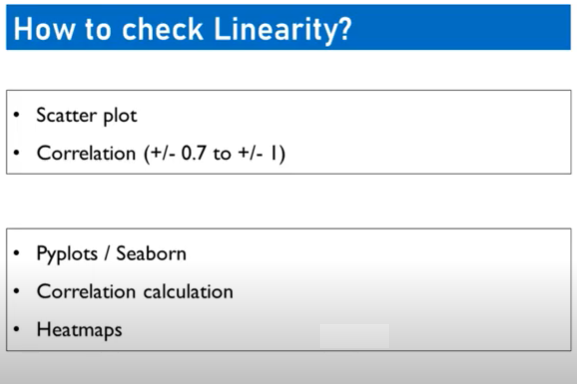 How to check Linearity?
• Scatter plot
• Correlation (+/- 0.7 to +/- 1)
• Pyplots / Seaborn
• Correlation calculation
• Heatmaps